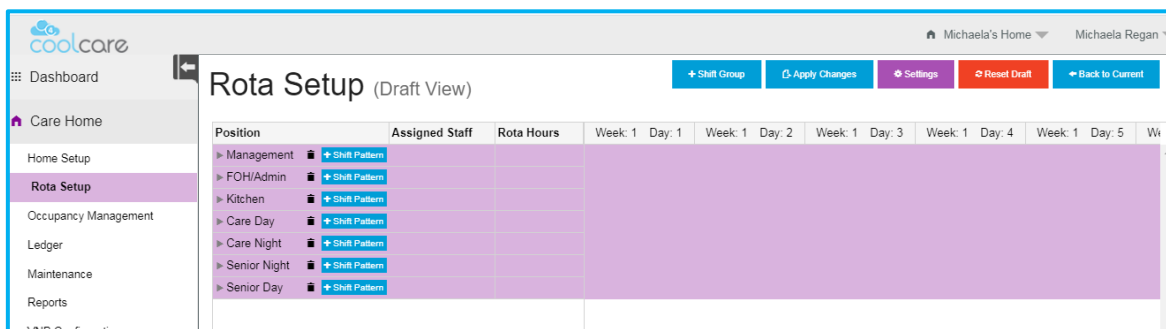 coolcare
Michaela's Home
Michaela Regan
Dashboard
Care Home
Home Setup
Rota Setup
Occupancy Management
Ledger
Maintenance
Reports
Rota Setup (Draft View)
+ Shift Group
Apply Changes
Settings
Reset Draft
Back to Current
Position Assigned Staff Rota Hours Week: 1 Day: 1 Week: 1 Day: 2 Week: 1 Day: 3 Week: 1 Day: 4 Week: 1 Day: 5
Management + Shift Pattern
FOH/Admin + Shift Pattern
Kitchen + Shift Pattern
Care Day + Shift Pattern
Care Night + Shift Pattern
Senior Night + Shift Pattern
Senior Day + Shift Pattern